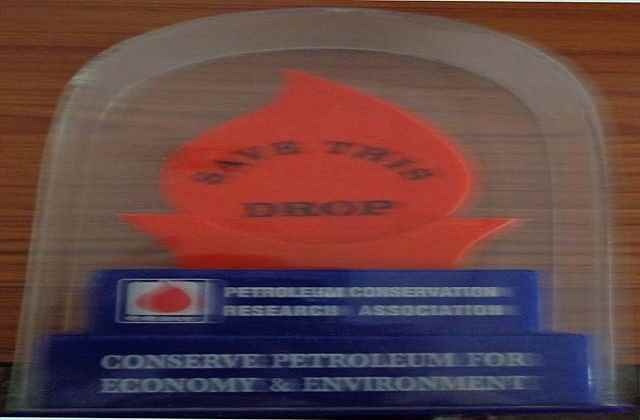 SAVE THIS
DROP
PETROLEUM CONSERVATION
RESEARCH ASSOCIATION
CONSERVE PETROLEUM FOR
ECONOMY & ENVIRONMENT